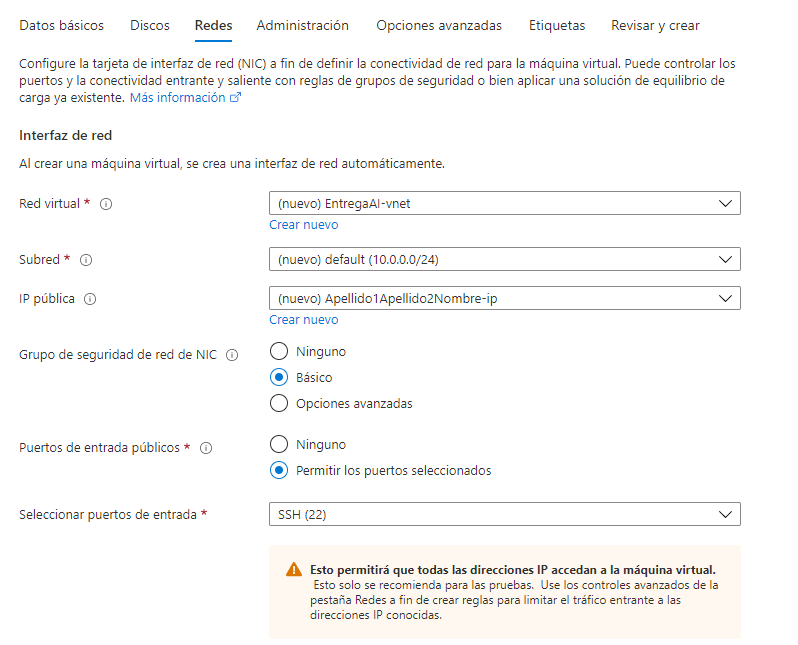 Datos básicos Discos Redes Administración Opciones avanzadas Etiquetas Revisar y crear
Configure la tarjeta de interfaz de red (NIC) a fin de definir la conectividad de red para la máquina virtual. Puede controlar los
puertos y la conectividad entrante y saliente con reglas de grupos de seguridad o bien aplicar una solución de equilibrio de
carga ya existente. Más información
Interfaz de red
Al crear una máquina virtual, se crea una interfaz de red automáticamente.
Red virtual * (nuevo) EntregaAI-vnet
Crear nuevo
Subred * (nuevo) default (10.0.0.0/24)
IP pública (nuevo) Apellido1Apellido2Nombre-ip
Crear nuevo
Grupo de seguridad de red de NIC Ninguno
Básico
Opciones avanzadas
Puertos de entrada públicos * Ninguno
Permitir los puertos seleccionados
Seleccionar puertos de entrada * SSH (22)
Esto permitirá que todas las direcciones IP accedan a la máquina virtual.
Esto solo se recomienda para las pruebas. Use los controles avanzados de la
pestaña Redes a fin de crear reglas para limitar el tráfico entrante a las
direcciones IP conocidas.